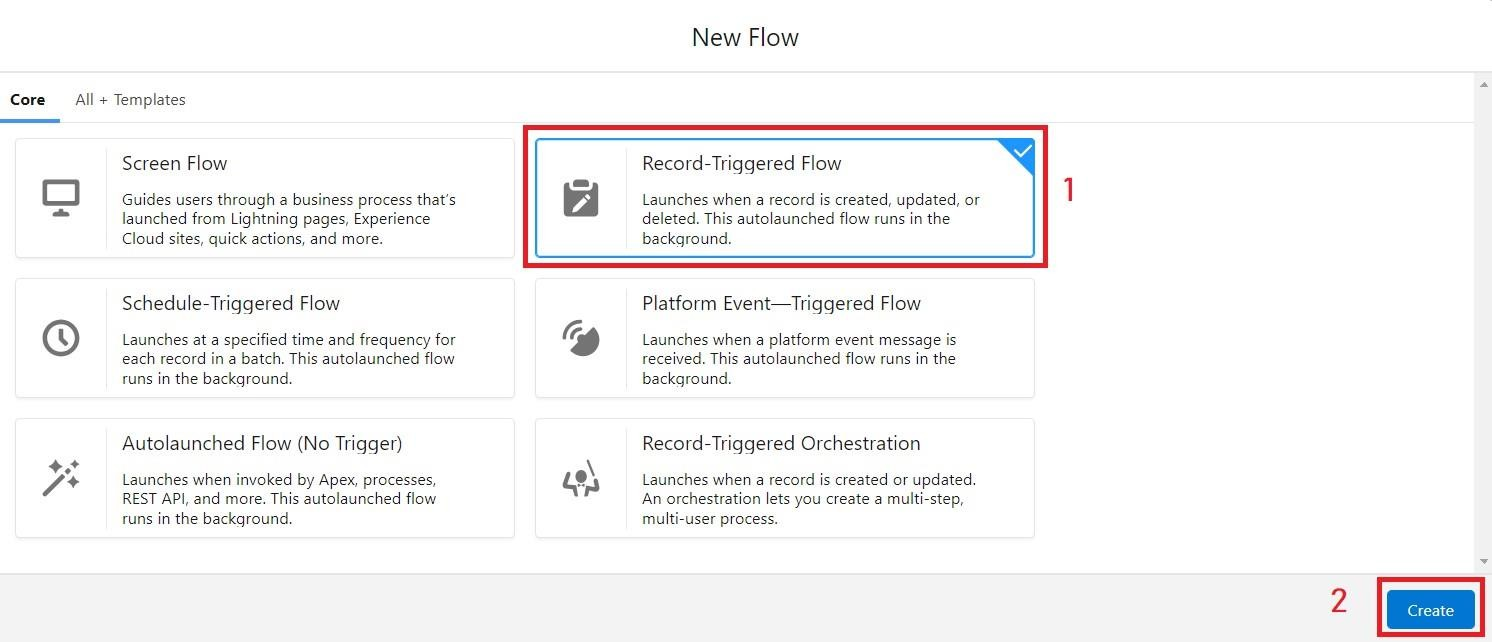 New Flow
Core
All + Templates
Screen Flow
Guides users through a business process that's
launched from Lightning pages, Experience
Cloud sites, quick actions, and more.
Record-Triggered Flow
Launches when a record is created, updated, or
deleted. This autolaunched flow runs in the
background.
1
Schedule-Triggered Flow
Launches at a specified time and frequency for
each record in a batch. This autolaunched flow
runs in the background.
Platform Event—Triggered Flow
Launches when a platform event message is
received. This autolaunched flow runs in the
background.
Autolaunched Flow (No Trigger)
Launches when invoked by Apex, processes,
REST API, and more. This autolaunched flow
runs in the background.
Record-Triggered Orchestration
Launches when a record is created or updated.
An orchestration lets you create a multi-step,
multi-user process.
2
Create